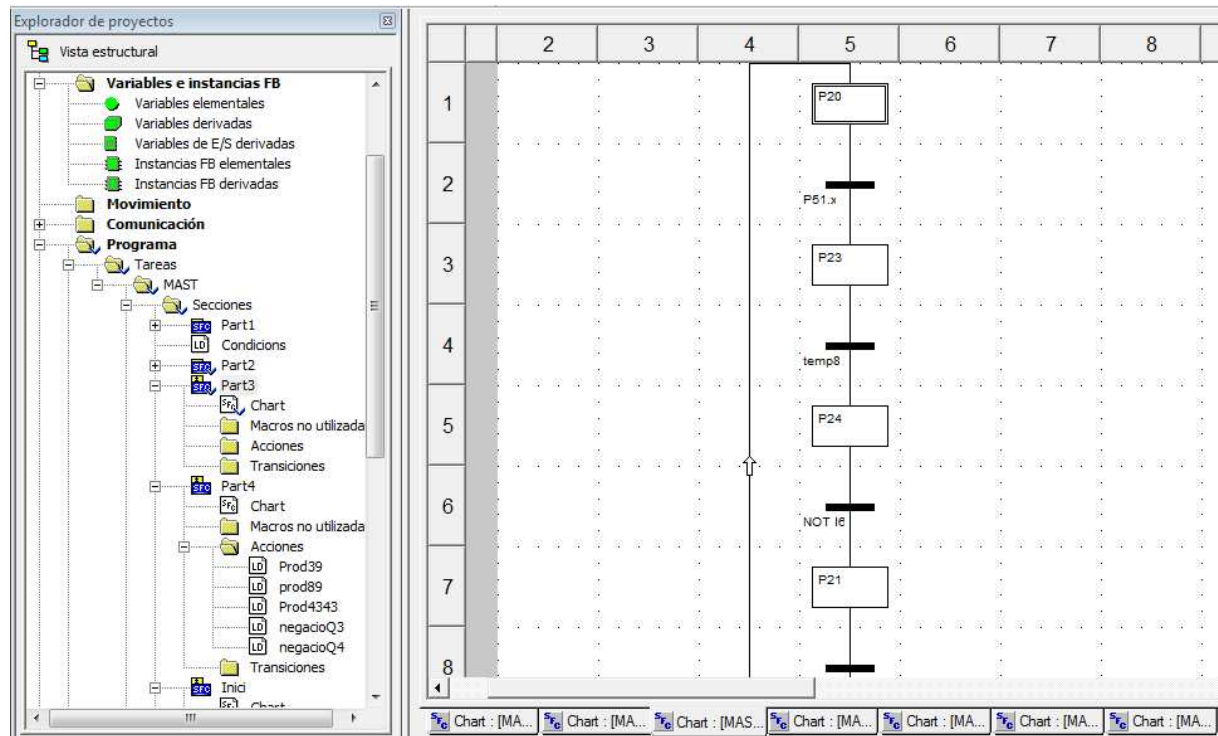 Explorador de proyectos
Vista estructural
Variables e instancias FB
Variables elementales
Variables derivadas
Variables de E/S derivadas
Instancias FB elementales
Instancias FB derivadas
Movimiento
Comunicación
Programa
Tareas
MAST
Secciones
Part1
Condicions
Part2
Part3
Chart
Macros no utilizada
Acciones
Transiciones
Part4
Chart
Macros no utilizada
Acciones
Prod39
prod89
Prod4343
negacioQ3
negacioQ4
Transiciones
Inici
Chart
2 3 4 5 6 7 8
1
P20
2
P51.x
3
P23
4
temp8
5
P24
6
NOT I6
7
P21
8
Chart : [MA... Chart : [MA... Chart : [MAS... Chart : [MA... Chart : [MA... Chart : [MA... Chart : [MA